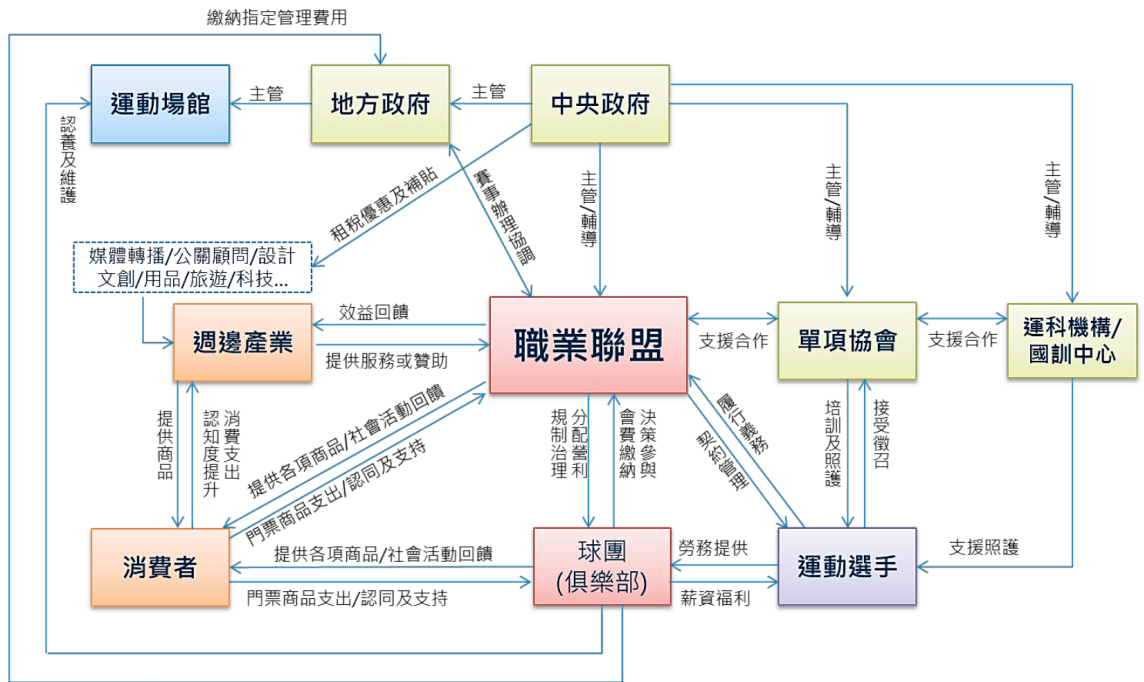 繳納指定管理費用
運動場館
主管
地方政府
主管
中央政府
認養及維護
租稅優惠及補貼
賽事辦理協調
主管/輔導
主管/輔導
主管/輔導
媒體轉播/公關顧問/設計
文創/用品/旅遊/科技...
週邊產業
效益回饋
提供服務或贊助
職業聯盟
支援合作
單項協會
支援合作
運科機構/
國訓中心
提供商品
消費支出
認知度提升
提供各項商品/社會活動回饋
門票商品支出/認同及支持
分配營利
規制治理
決策參與
會費繳納
履行義務
契約管理
培訓及照護
接受徵召
消費者
提供各項商品/社會活動回饋
門票商品支出/認同及支持
球團
(俱樂部)
勞務提供
薪資福利
運動選手
支援照護